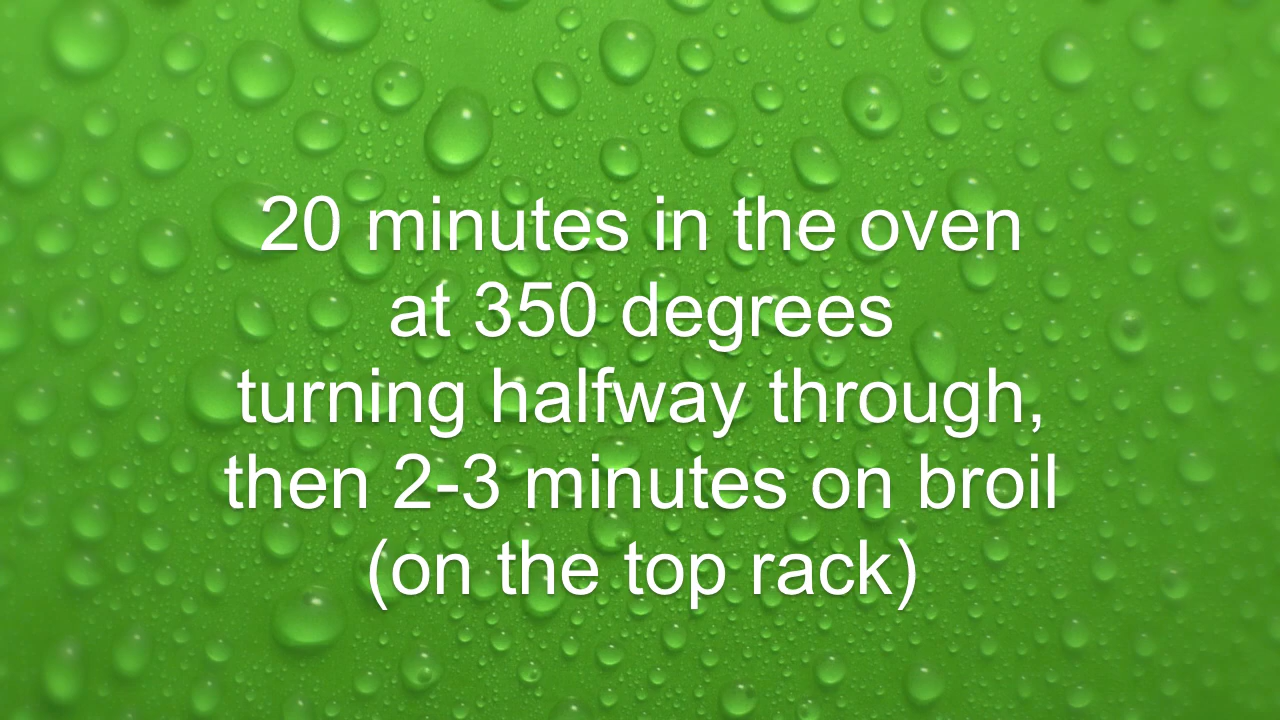 20 minutes in the oven
at 350 degrees
turning halfway through,
then 2-3 minutes on broil
(on the top rack)